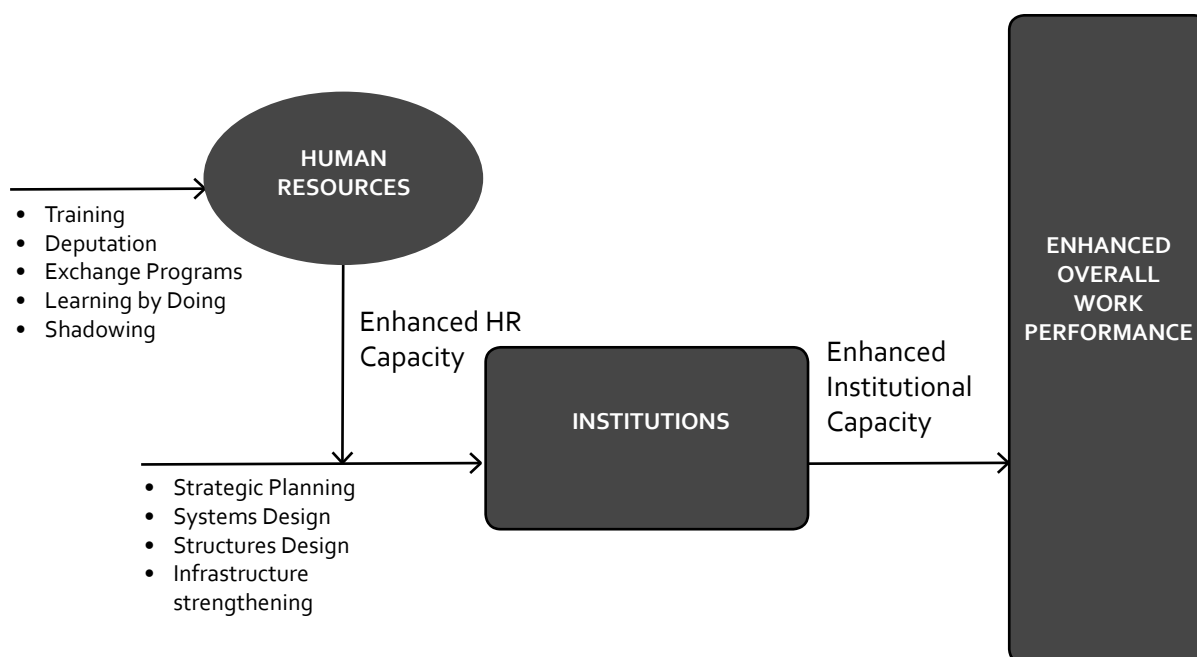 HUMAN
RESOURCES
• Training
• Deputation
• Exchange Programs
• Learning by Doing
• Shadowing
Enhanced HR
Capacity
• Strategic Planning
• Systems Design
• Structures Design
• Infrastructure
strengthening
INSTITUTIONS
Enhanced
Institutional
Capacity
ENHANCED
OVERALL
WORK
PERFORMANCE